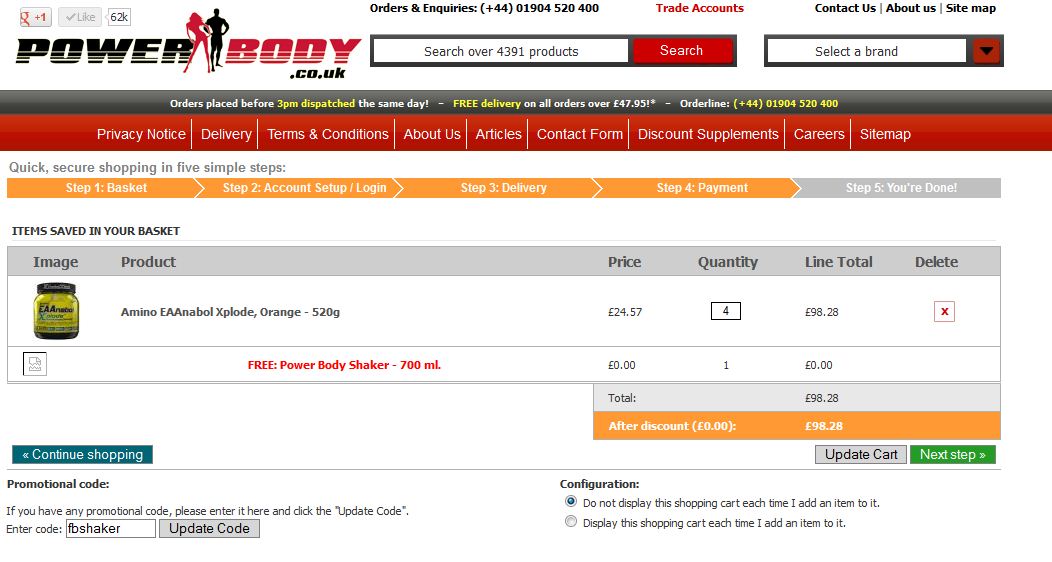 g +1 Like 62k
POWER BODY
.co.uk
Orders & Enquiries: (+44) 01904 520 400
Trade Accounts
Contact Us | About us | Site map
Search over 4391 products
Search
Select a brand
Orders placed before 3pm dispatched the same day! - FREE delivery on all orders over £47.95!* - Orderline: (+44) 01904 520 400
Privacy Notice | Delivery | Terms & Conditions | About Us | Articles | Contact Form | Discount Supplements | Careers | Sitemap
Quick, secure shopping in five simple steps:
Step 1: Basket
Step 2: Account Setup / Login
Step 3: Delivery
Step 4: Payment
Step 5: You're Done!
ITEMS SAVED IN YOUR BASKET
Image Product Price Quantity Line Total Delete
EAAnabol
Xplode
Amino EAAnabol Xplode, Orange - 520g £24.57 4 £98.28 x
FREE: Power Body Shaker - 700 ml. £0.00 1 £0.00
Total: £98.28
After discount (£0.00): £98.28
« Continue shopping
Update Cart
Next step »
Promotional code:
If you have any promotional code, please enter it here and click the "Update Code".
Enter code: fbshaker Update Code
Configuration:
Do not display this shopping cart each time I add an item to it.
Display this shopping cart each time I add an item to it.